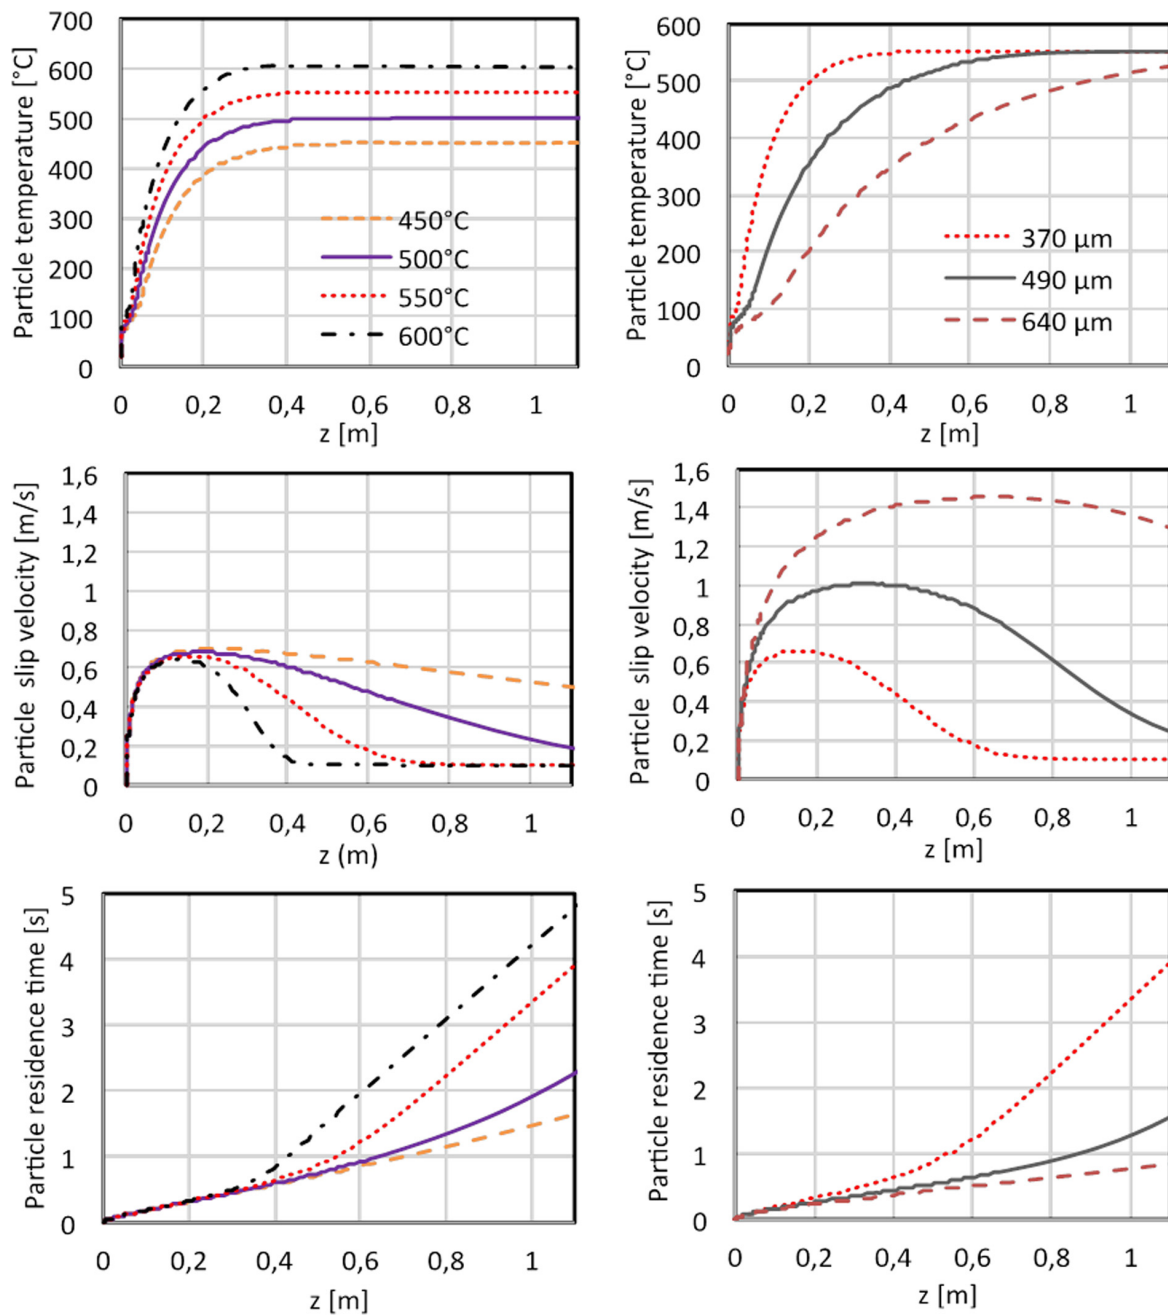 Particle temperature [°C]
700
600
500
400
300
200
100
0
450°C
500°C
550°C
600°C
0 0,2 0,4 0,6 0,8 1
z [m]
Particle temperature [°C]
600
500
400
300
200
100
0
370 µm
490 µm
640 µm
0 0,2 0,4 0,6 0,8 1
z [m]
Particle slip velocity [m/s]
1,6
1,4
1,2
1
0,8
0,6
0,4
0,2
0
0 0,2 0,4 0,6 0,8 1
z (m)
Particle slip velocity [m/s]
1,6
1,4
1,2
1
0,8
0,6
0,4
0,2
0
0 0,2 0,4 0,6 0,8 1
z [m]
Particle residence time [s]
5
4
3
2
1
0
0 0,2 0,4 0,6 0,8 1
z [m]
Particle residence time [s]
5
4
3
2
1
0
0 0,2 0,4 0,6 0,8 1
z [m]